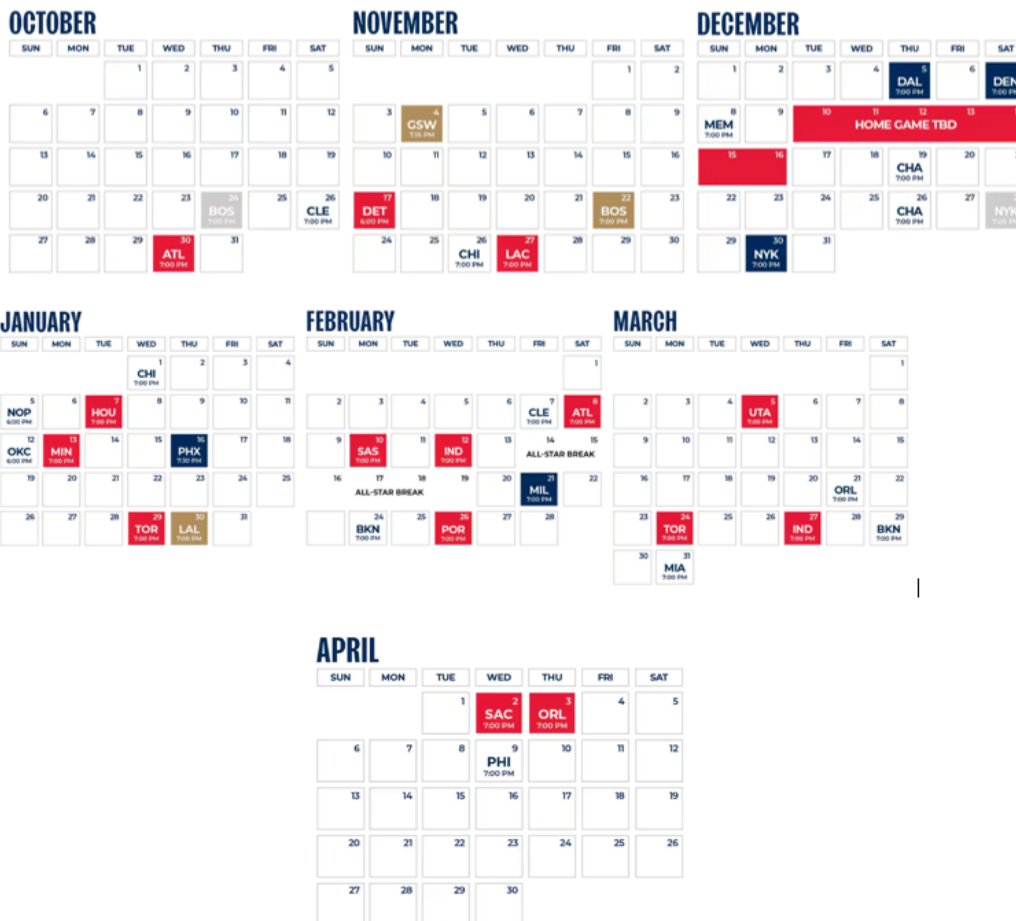 OCTOBER
SUN MON TUE WED THU FRI SAT
1 2 3 4 5
6 7 8 9 10 11 12
13 14 15 16 17 18 19
20 21 22 23 24 25 26
BOS CLE
7:00 PM 7:00 PM
27 28 29 30 31
ATL
7:00 PM
NOVEMBER
SUN MON TUE WED THU FRI SAT
1 2
3 4 5 6 7 8 9
GSW
7:15 PM
10 11 12 13 14 15 16
17 18 19 20 21 22 23
DET BOS
6:00 PM 7:00 PM
24 25 26 27 28 29 30
CHI LAC
7:00 PM 7:00 PM
DECEMBER
SUN MON TUE WED THU FRI SAT
1 2 3 4 5 6
DAL DEN
7:00 PM 7:00 PM
8 9 10 11 12 13
MEM HOME GAME TBD
7:00 PM
15 16 17 18 19 20
CHA
7:00 PM
22 23 24 25 26 27
CHA NYK
7:00 PM 7:00 P
29 30 31
NYK
7:00 PM
JANUARY
SUN MON TUE WED THU FRI SAT
1 2 3 4
CHI
7:00 PM
5 6 7 8 9 10 11
NOP HOU
6:00 PM 7:00 PM
12 13 14 15 16 17 18
OKC MIN PHX
6:00 PM 7:00 PM 7:30 PM
19 20 21 22 23 24 25
26 27 28 29 30 31
TOR LAL
7:00 PM 7:00 PM
FEBRUARY
SUN MON TUE WED THU FRI SAT
1
2 3 4 5 6 7 8
CLE ATL
7:00 PM 7:00 PM
9 10 11 12 13 14 15
SAS IND ALL-STAR BREAK
7:00 PM 7:00 PM
16 17 18 19 20 21 22
ALL-STAR BREAK MIL
7:00 PM
23 24 25 26 27 28
BKN POR
7:00 PM 7:00 PM
MARCH
SUN MON TUE WED THU FRI SAT
1
2 3 4 5 6 7 8
UTA
7:00 PM
9 10 11 12 13 14 15
16 17 18 19 20 21 22
ORL
7:00 PM
23 24 25 26 27 28 29
TOR IND BKN
7:00 PM 7:00 PM 7:00 PM
30 31
MIA
7:00 PM
APRIL
SUN MON TUE WED THU FRI SAT
1 2 3 4 5
SAC ORL
7:00 PM 7:00 PM
6 7 8 9 10 11 12
PHI
7:00 PM
13 14 15 16 17 18 19
20 21 22 23 24 25 26
27 28 29 30